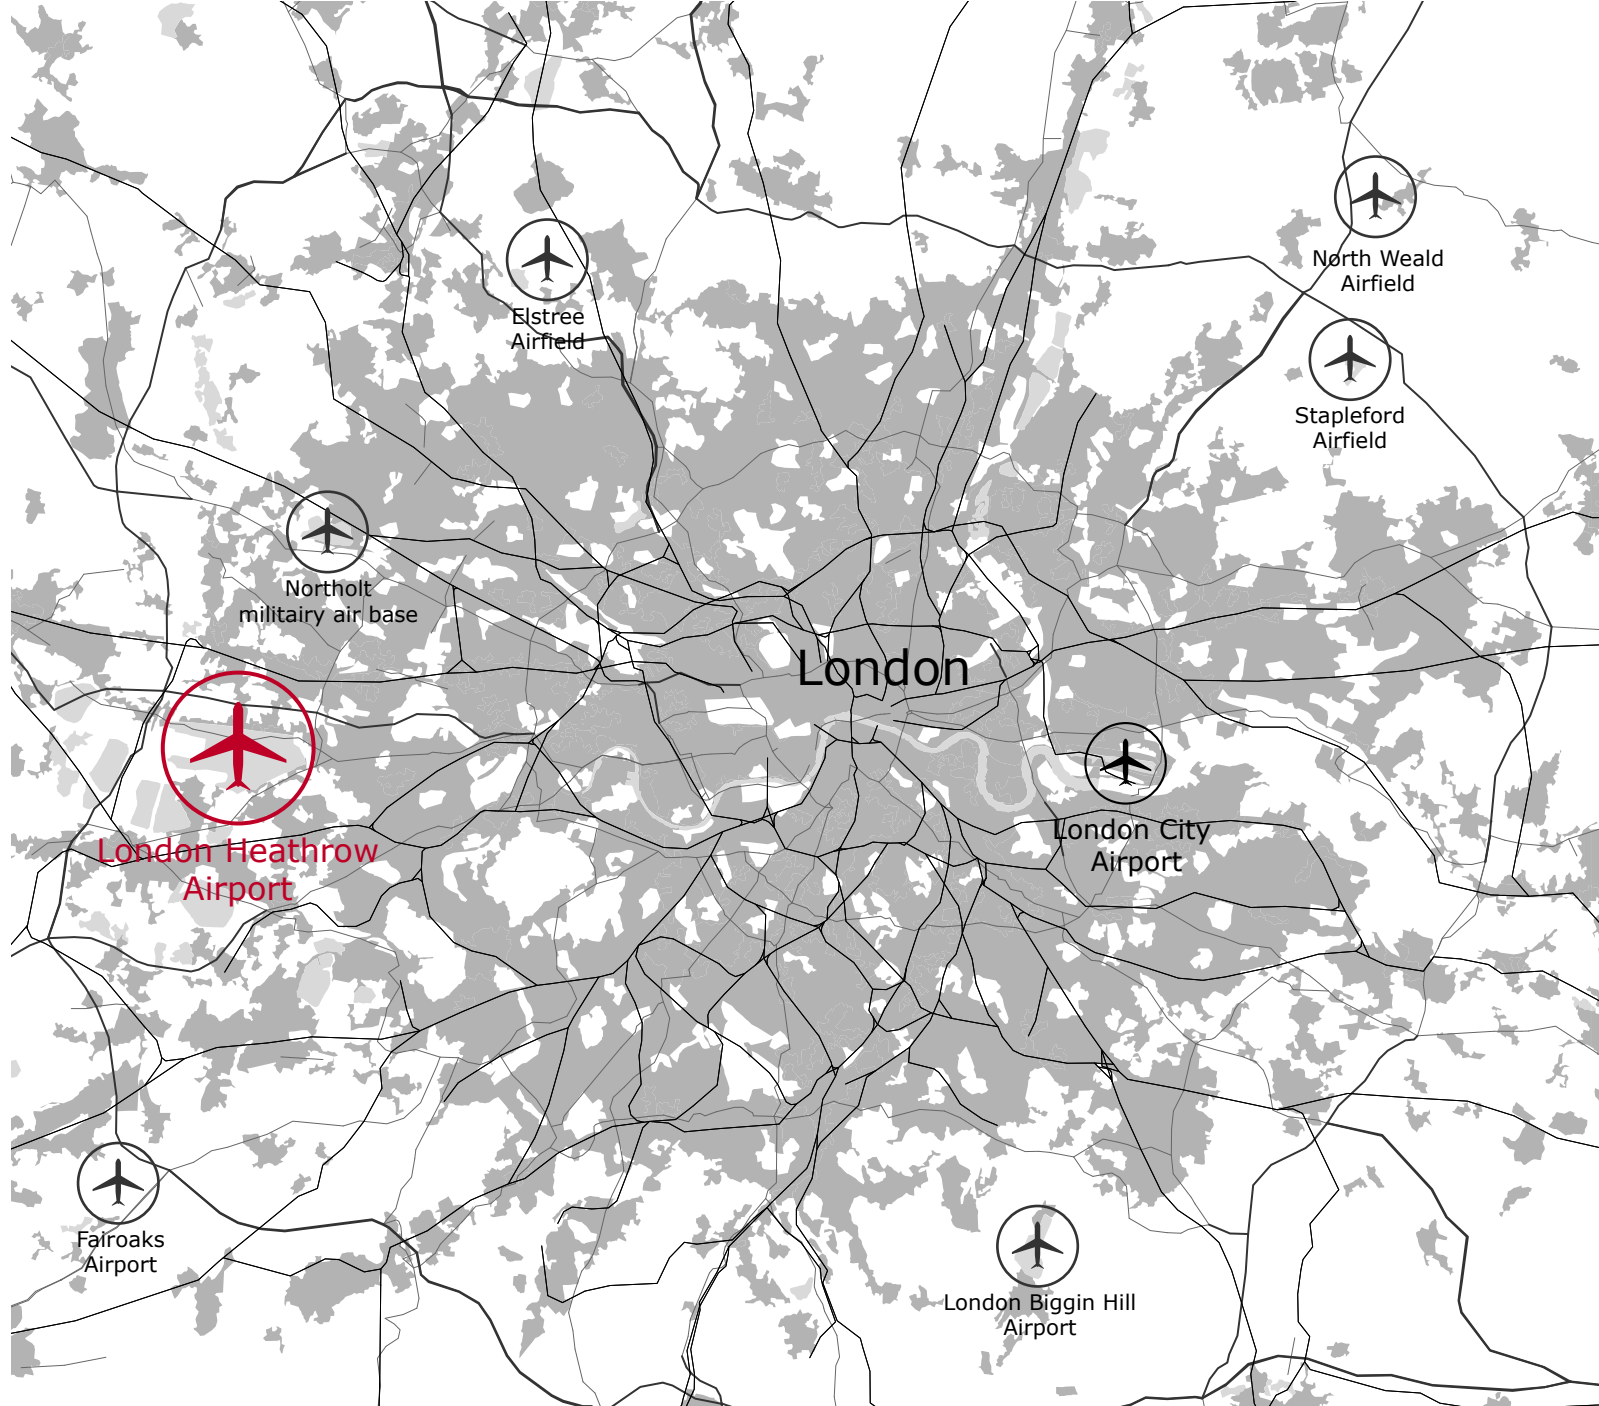 North Weald
Airfield
Elstree
Airfield
Stapleford
Airfield
Northolt
militairy air base
London
London Heathrow
Airport
London City
Airport
Fairoaks
Airport
London Biggin Hill
Airport